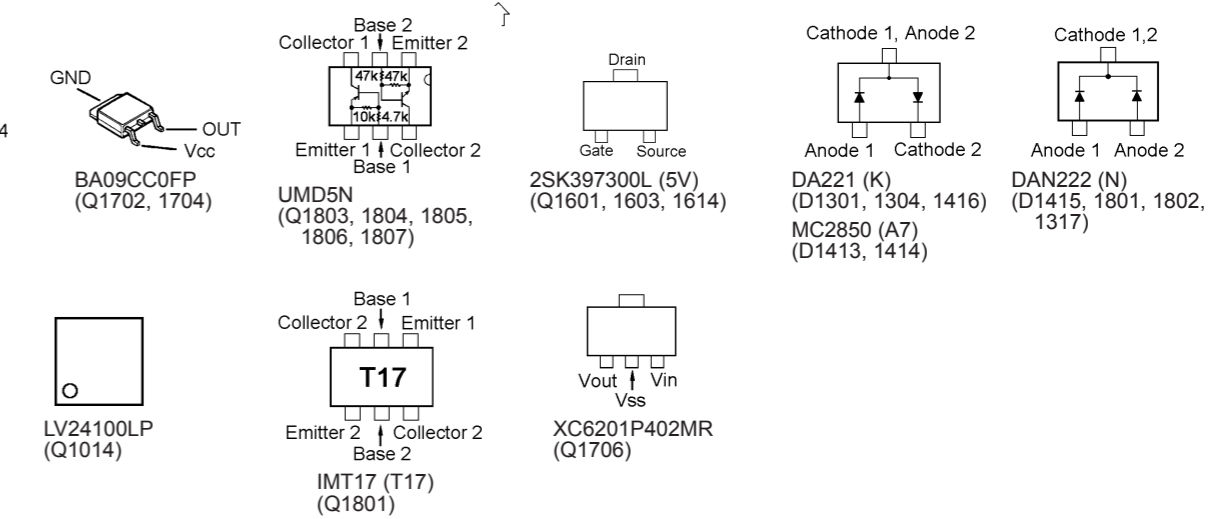 4
GND
OUT
Vcc
BA09CC0FP
(Q1702, 1704)
Base 2
Collector 1
Emitter 2
47k
47k
10k
4.7k
Emitter 1
Collector 2
Base 1
UMD5N
(Q1803, 1804, 1805,
1806, 1807)
Drain
Gate
Source
2SK397300L (5V)
(Q1601, 1603, 1614)
Cathode 1, Anode 2
Anode 1
Cathode 2
DA221 (K)
(D1301, 1304, 1416)
MC2850 (A7)
(D1413, 1414)
Cathode 1,2
Anode 1
Anode 2
DAN222 (N)
(D1415, 1801, 1802,
1317)
LV24100LP
(Q1014)
Base 1
Collector 2
Emitter 1
T17
Emitter 2
Collector 2
Base 2
IMT17 (T17)
(Q1801)
Vout
Vin
Vss
XC6201P402MR
(Q1706)